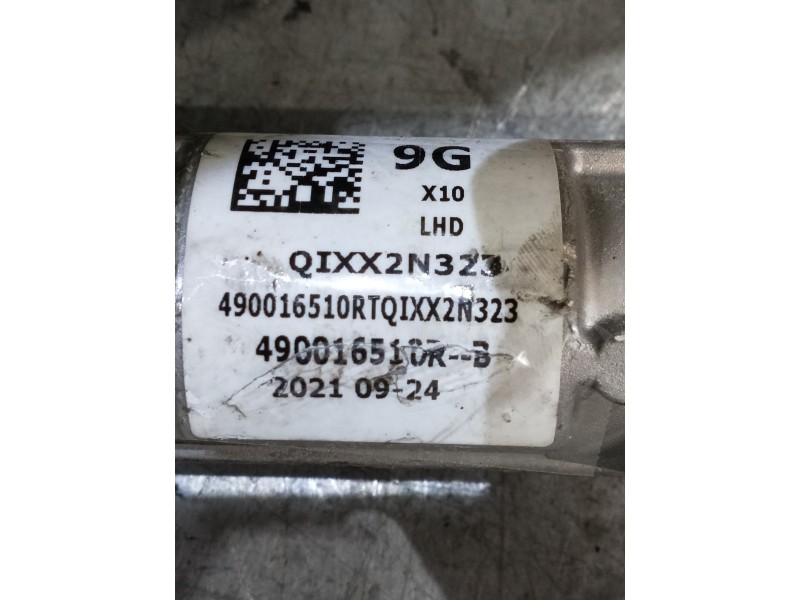 9G
X10
LHD
QIXX2N323
490016510RTQIXX2N323
490016510R--B
2021 09-24